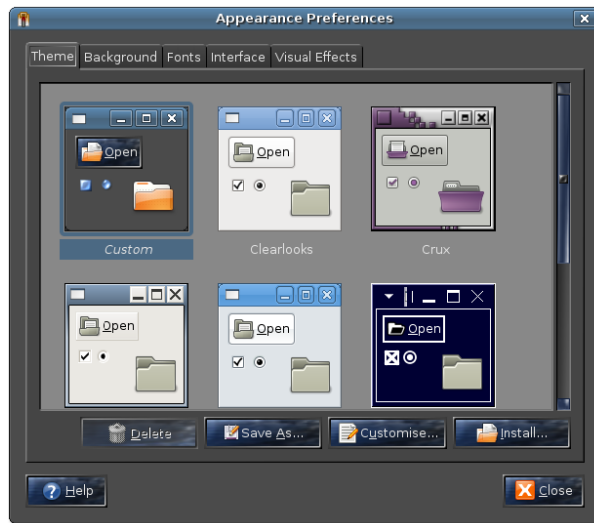 Appearance Preferences
Theme Background Fonts Interface Visual Effects
Open Open Open
Custom Clearlooks Crux
Open Open Open
Delete Save As... Customise... Install...
Help Close